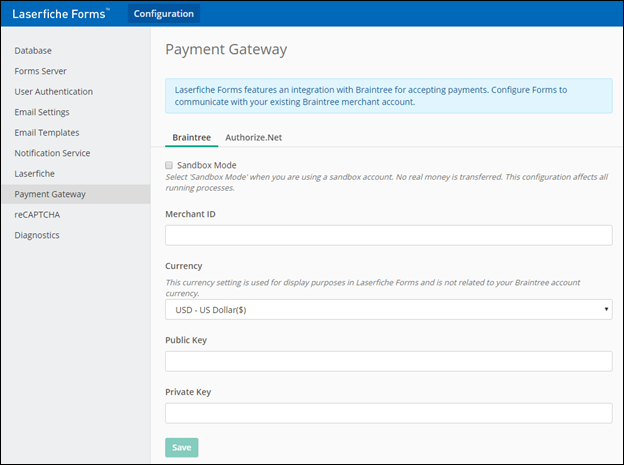 Laserfiche Forms™
Configuration
Database
Forms Server
User Authentication
Email Settings
Email Templates
Notification Service
Laserfiche
Payment Gateway
reCAPTCHA
Diagnostics
Payment Gateway
Laserfiche Forms features an integration with Braintree for accepting payments. Configure Forms to
communicate with your existing Braintree merchant account.
Braintree
Authorize.Net
Sandbox Mode
Select 'Sandbox Mode' when you are using a sandbox account. No real money is transferred. This configuration affects all
running processes.
Merchant ID
Currency
This currency setting is used for display purposes in Laserfiche Forms and is not related to your Braintree account
currency.
USD - US Dollar($)
Public Key
Private Key
Save